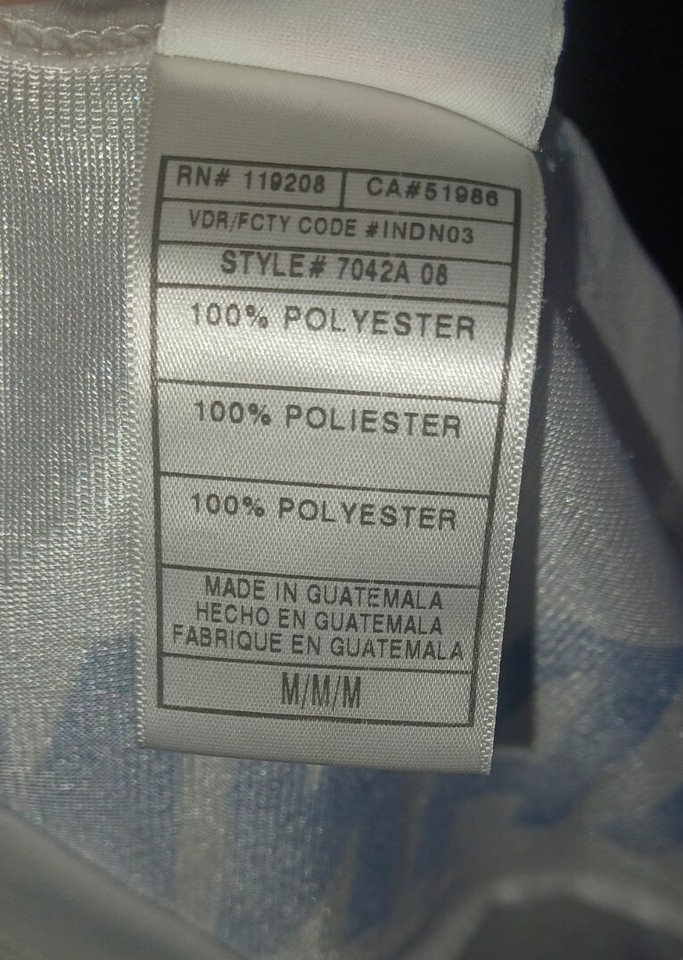 RN# 119208 CA#51986
VDR/FCTY CODE #INDN03
STYLE# 7042A 08
100% POLYESTER
100% POLIESTER
100% POLYESTER
MADE IN GUATEMALA
HECHO EN GUATEMALA
FABRIQUE EN GUATEMALA
M/M/M